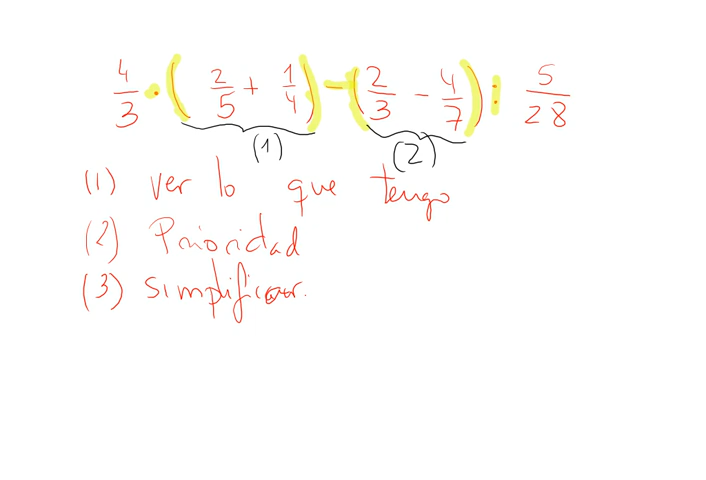 4/3 · ( 2/5 + 1/4 ) - ( 2/3 - 4/7 ) : 5/28
(1) (2)
(1) ver lo que tengo
(2) Prioridad
(3) simplificar.